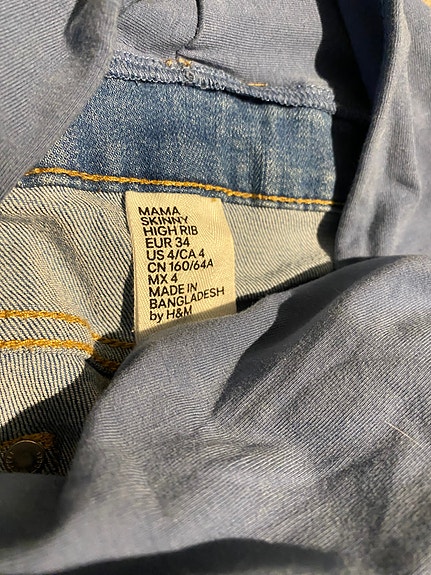 MAMA
SKINNY
HIGH RIB
EUR 34
US 4/CA 4
CN 160/64A
MX 4
MADE IN
BANGLADESH
by H&M